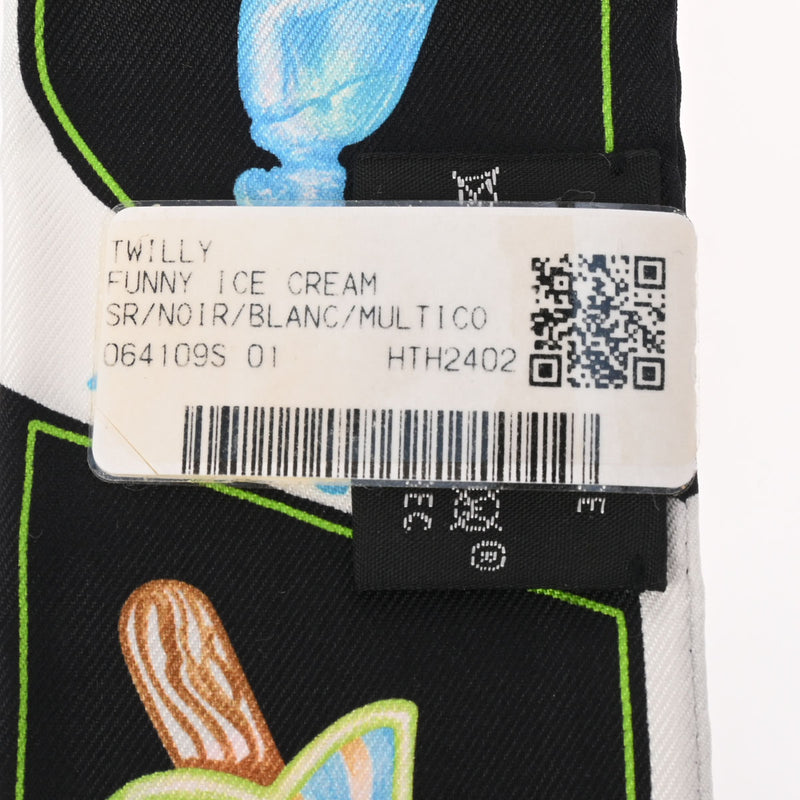 TWILLY
FUNNY ICE CREAM
SR/NOIR/BLANC/MULTICO
064109S 01 HTH2402